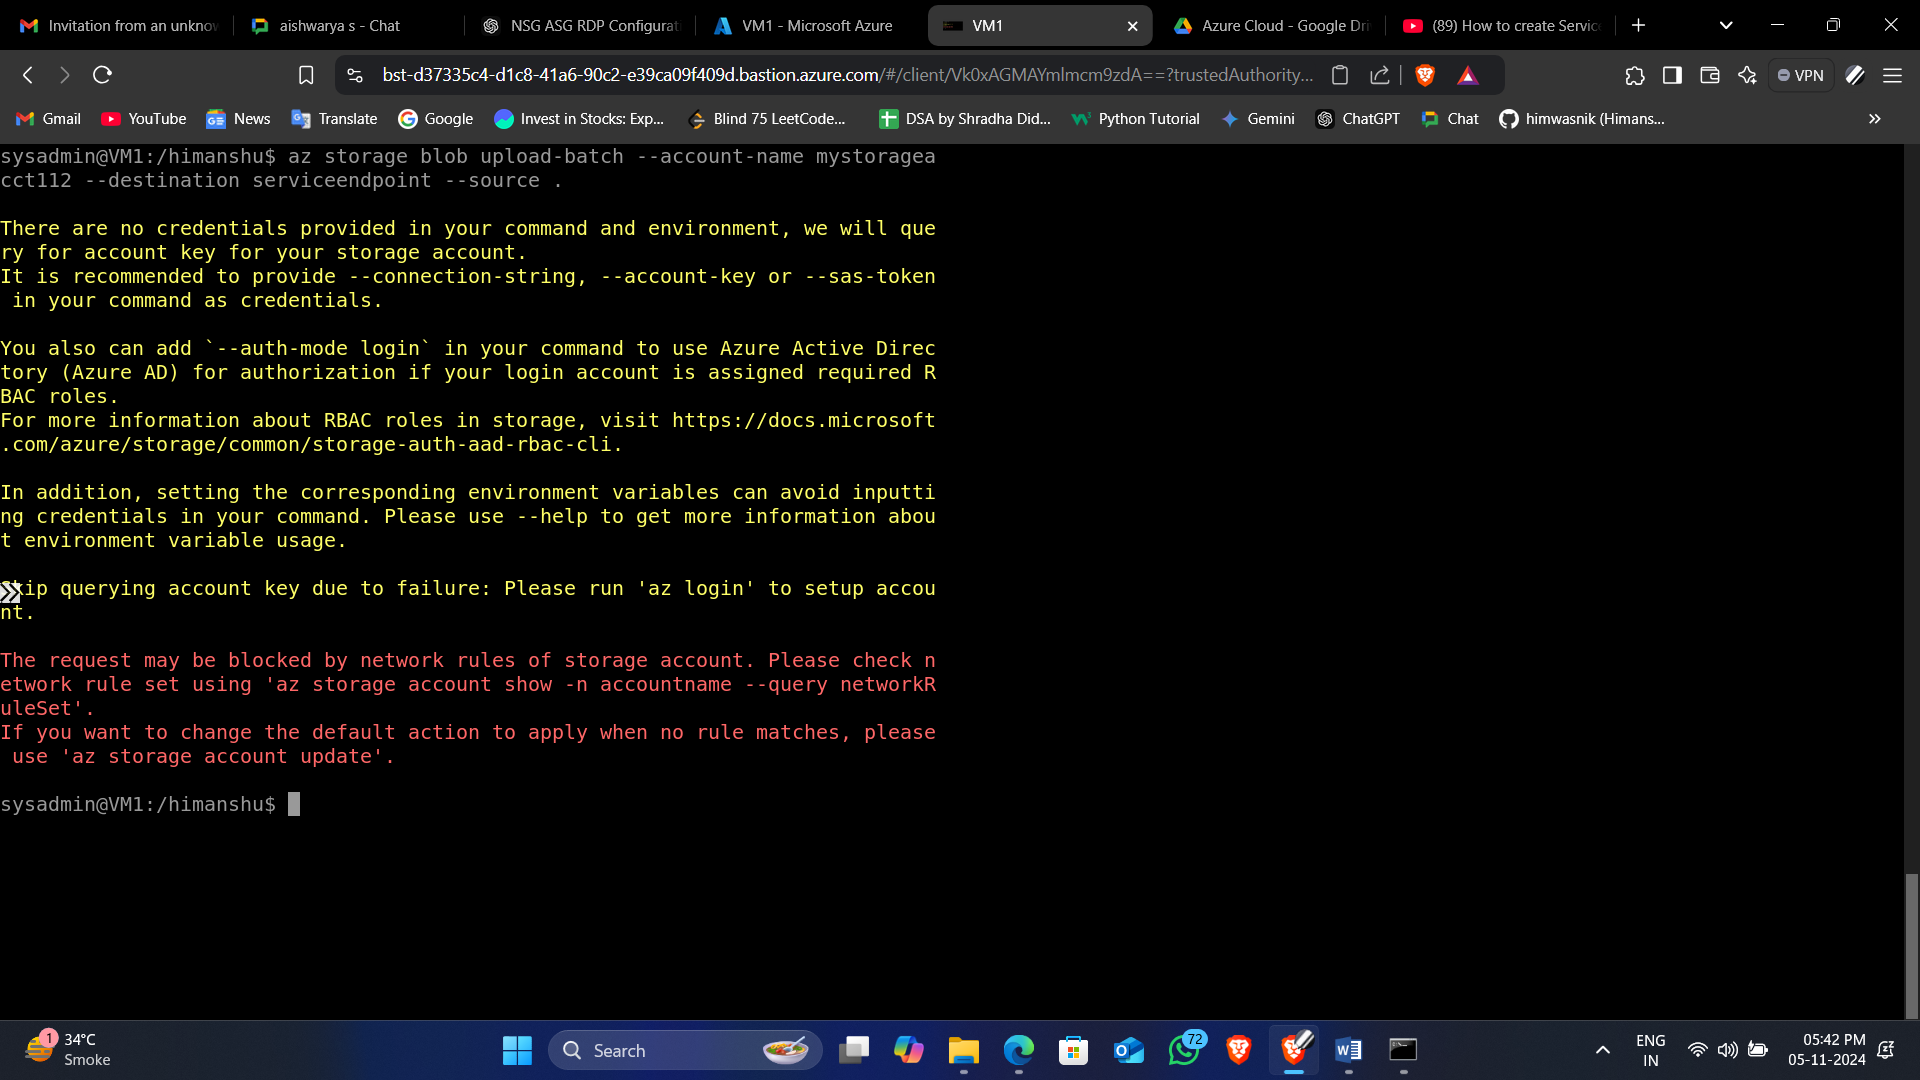 Invitation from an unknow
aishwarya s - Chat
NSG ASG RDP Configurati
VM1 - Microsoft Azure
VM1
Azure Cloud - Google Dri
(89) How to create Service
bst-d37335c4-d1c8-41a6-90c2-e39ca09f409d.bastion.azure.com/#/client/Vk0xAGMAYmlmcm9zdA==?trustedAuthority...
VPN
Gmail
YouTube
News
Translate
Google
Invest in Stocks: Exp...
Blind 75 LeetCode...
DSA by Shradha Did...
Python Tutorial
Gemini
ChatGPT
Chat
himwasnik (Himans...
sysadmin@VM1:/himanshu$ az storage blob upload-batch --account-name mystoragea
cct112 --destination serviceendpoint --source .
There are no credentials provided in your command and environment, we will que
ry for account key for your storage account.
It is recommended to provide --connection-string, --account-key or --sas-token
in your command as credentials.
You also can add `--auth-mode login` in your command to use Azure Active Direc
tory (Azure AD) for authorization if your login account is assigned required R
BAC roles.
For more information about RBAC roles in storage, visit https://docs.microsoft
.com/azure/storage/common/storage-auth-aad-rbac-cli.
In addition, setting the corresponding environment variables can avoid inputti
ng credentials in your command. Please use --help to get more information abou
t environment variable usage.
Skip querying account key due to failure: Please run 'az login' to setup accou
nt.
The request may be blocked by network rules of storage account. Please check n
etwork rule set using 'az storage account show -n accountname --query networkR
uleSet'.
If you want to change the default action to apply when no rule matches, please
use 'az storage account update'.
sysadmin@VM1:/himanshu$
1
34°C
Smoke
Search
72
ENG
IN
05:42 PM
05-11-2024